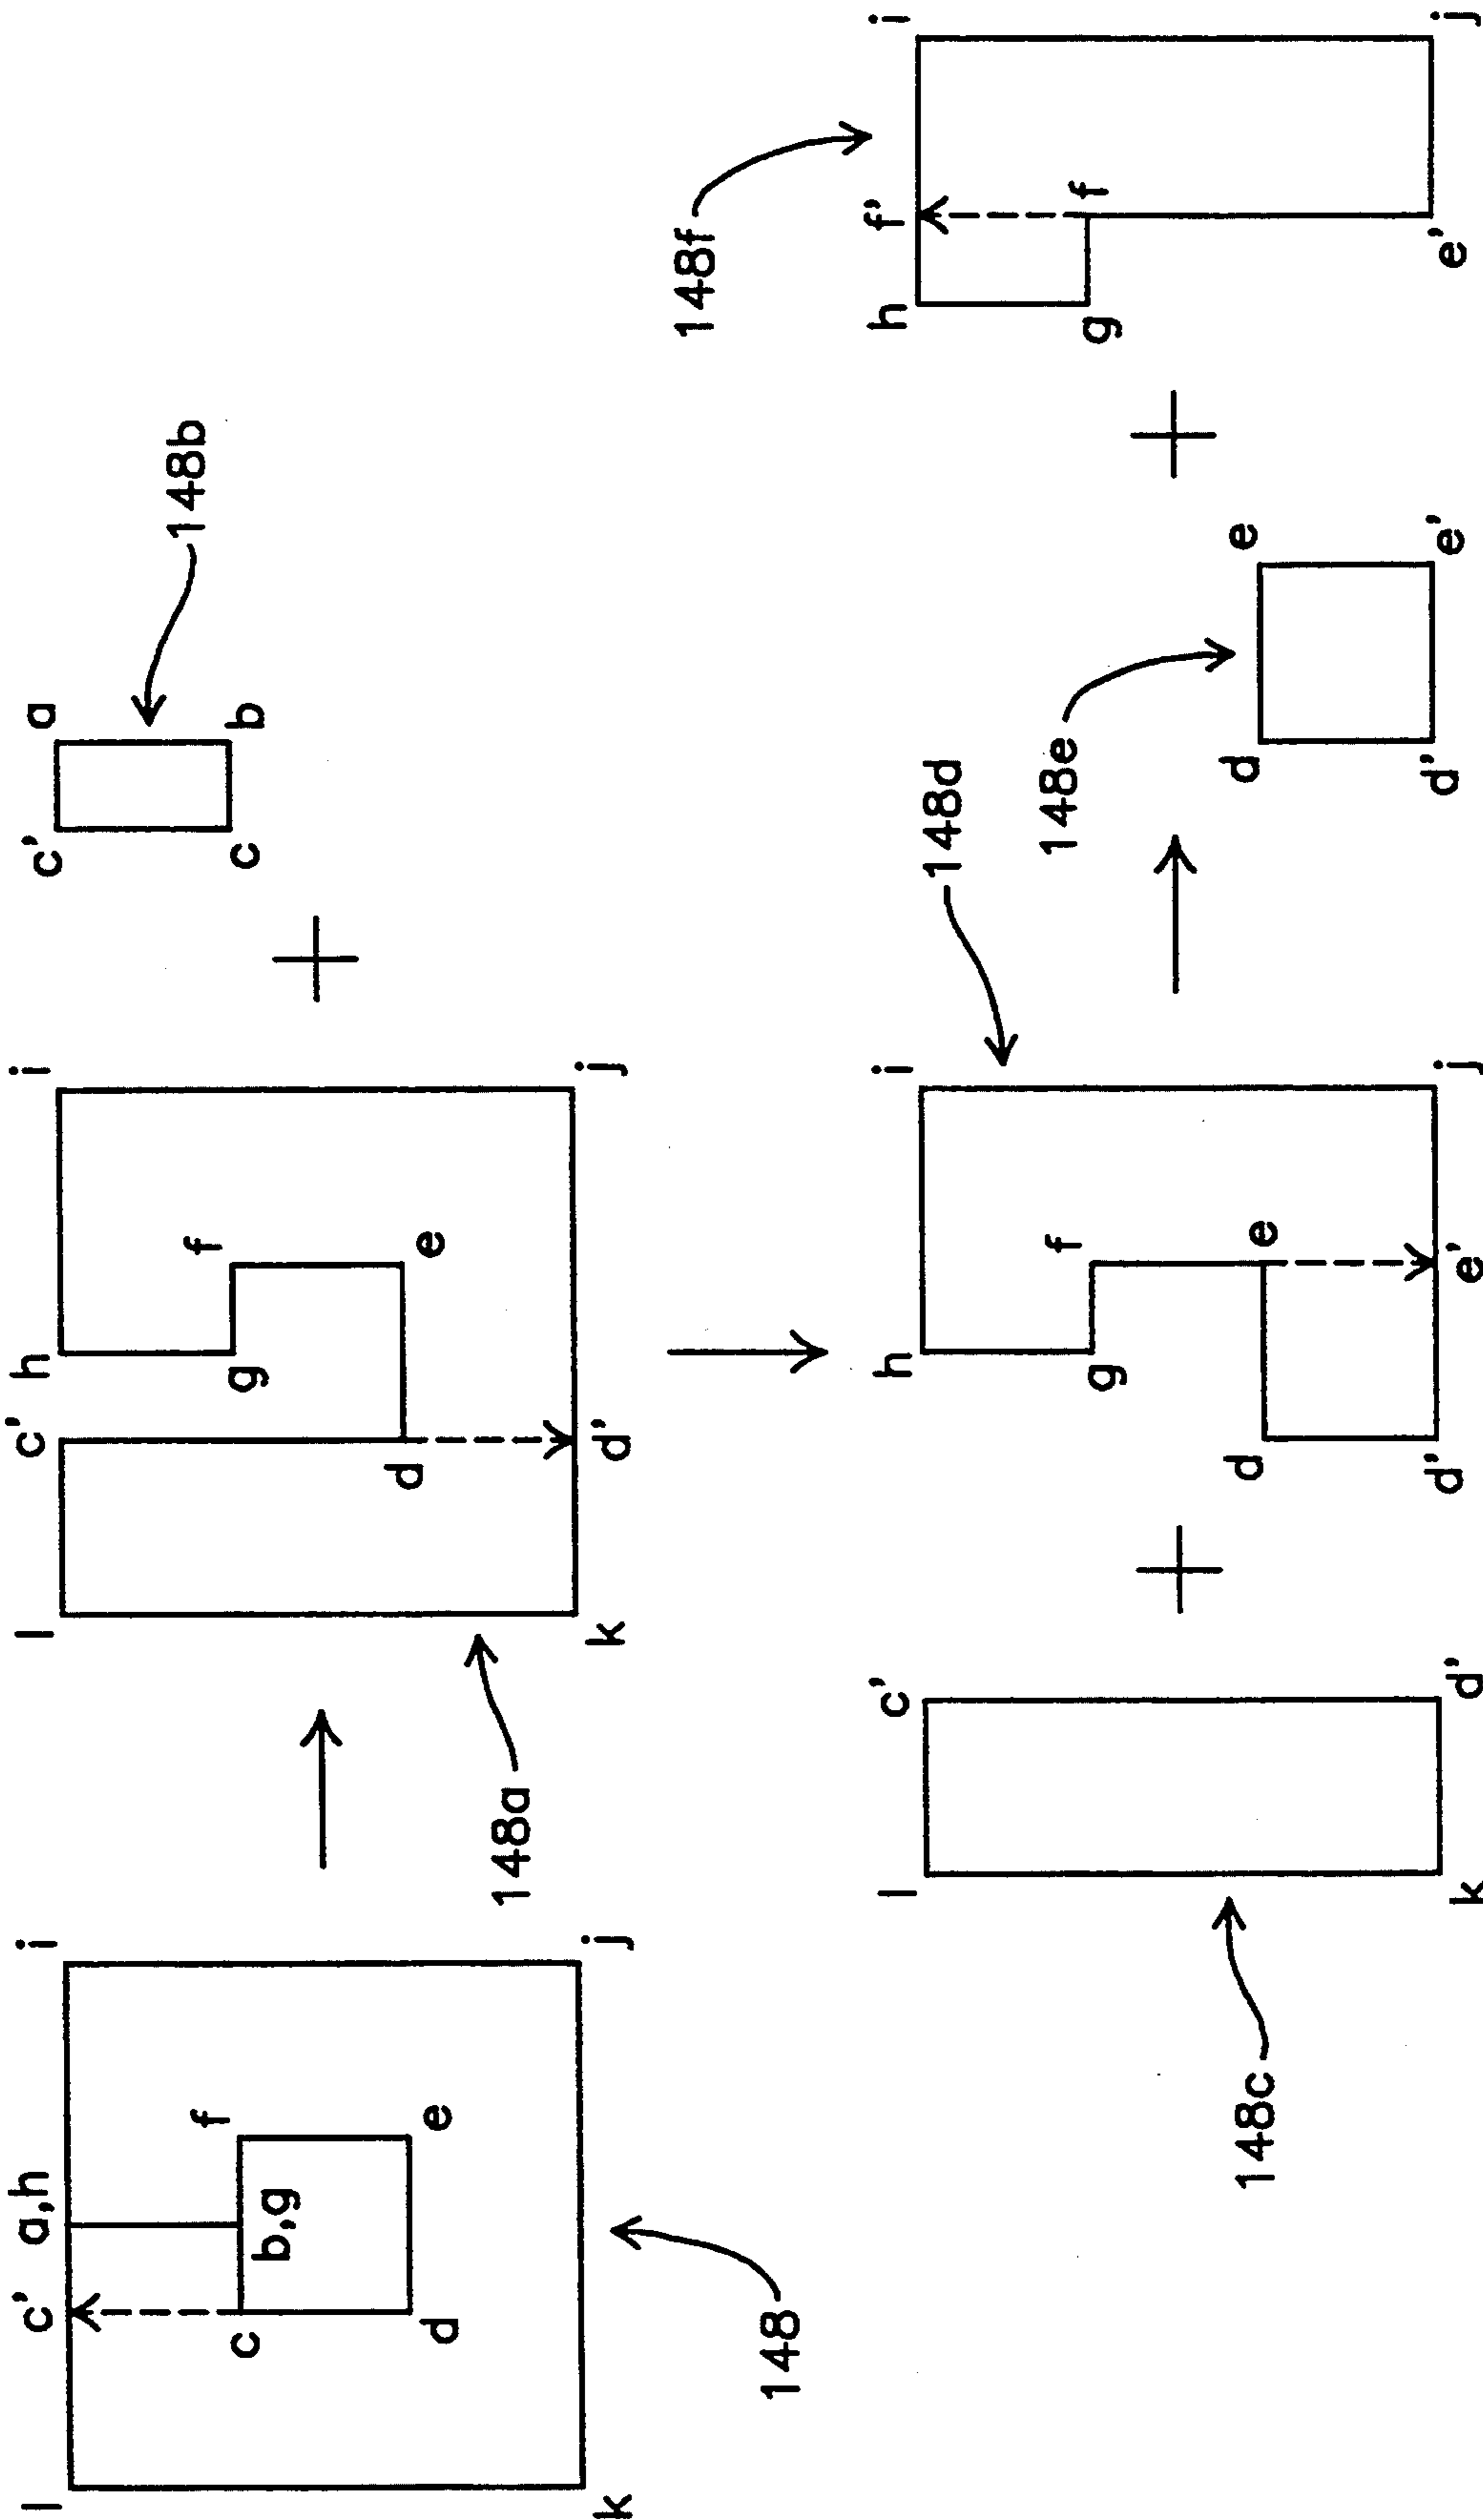 l c' a,h i
f
c b,g
d e
k j
148
l c' h i
f
g
d e
k d' j
148a
c' a
c b
148b
l c'
k d'
148c
h i
f
g
d e
d' e' j
148d
d e
d' e'
148e
h f' i
g f
e' j
148f